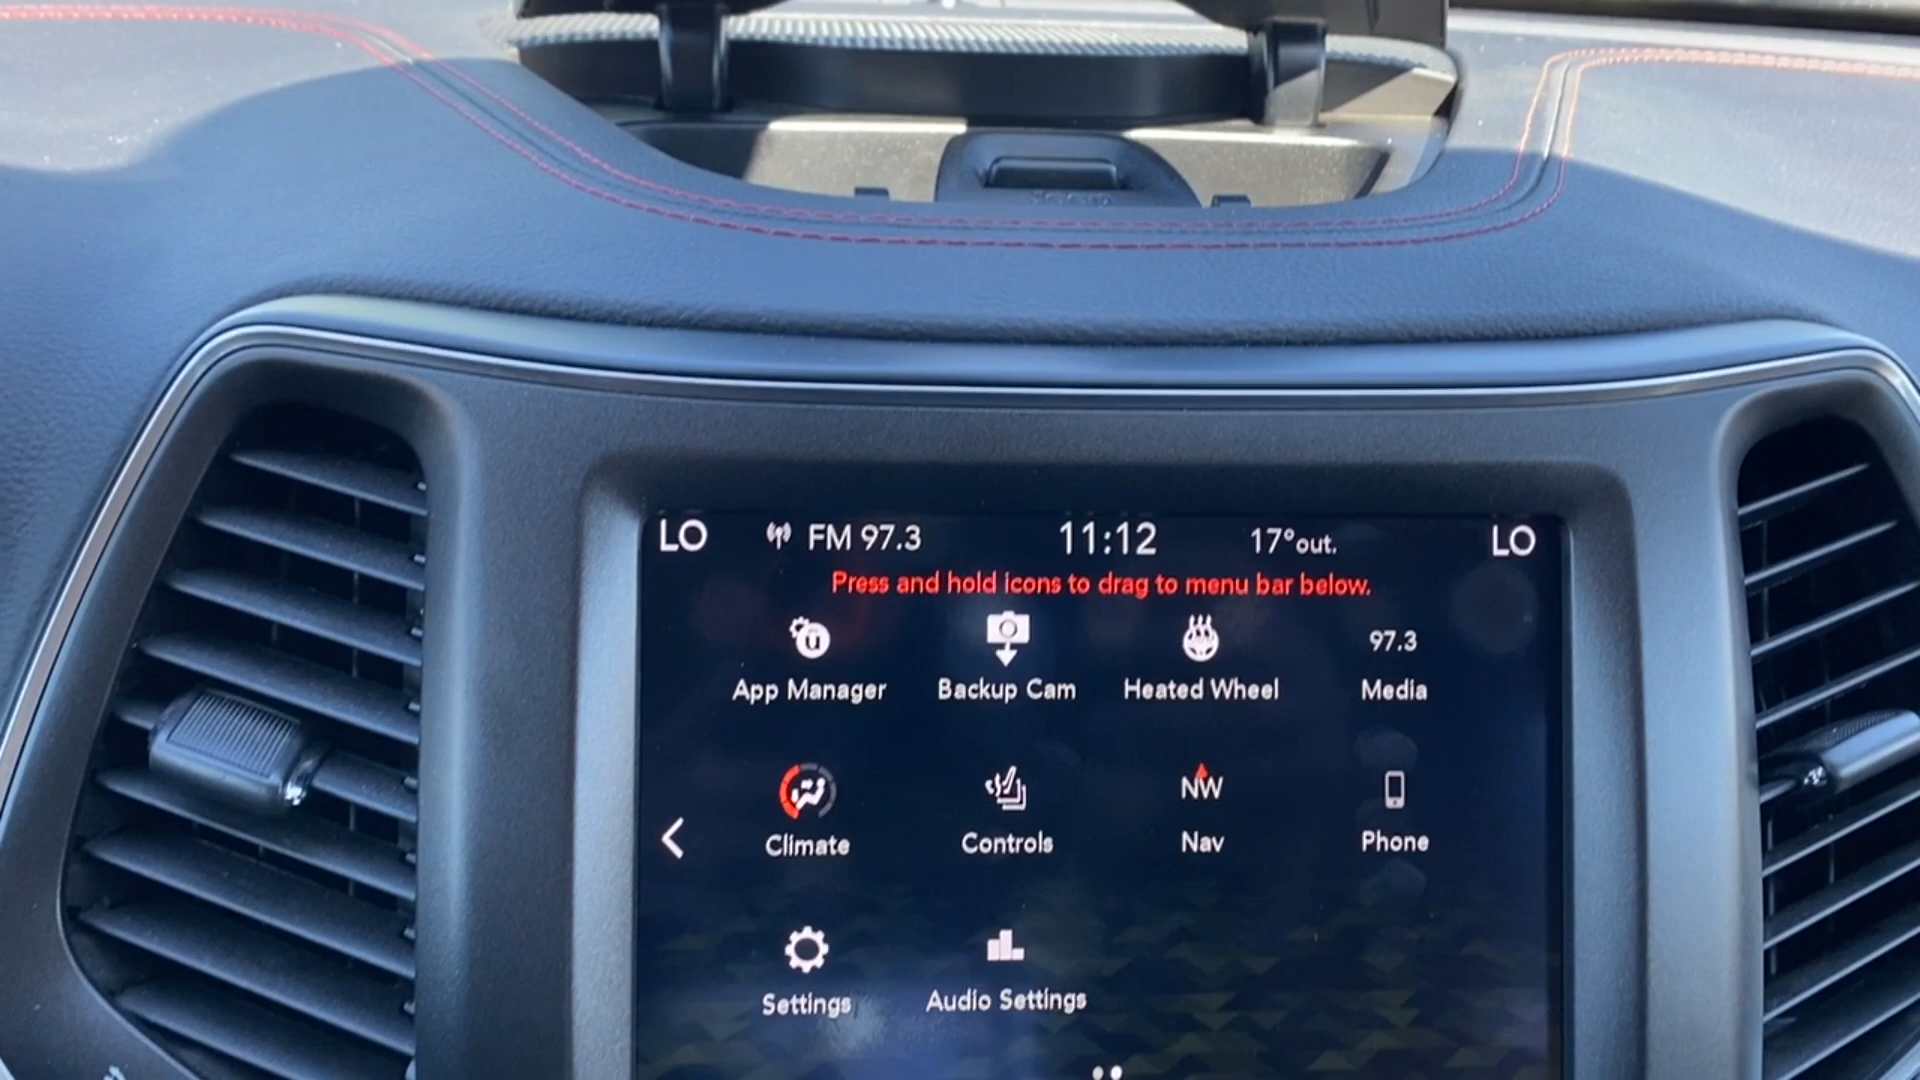 LO FM 97.3 11:12 17°out. LO
Press and hold icons to drag to menu bar below.
97.3
App Manager Backup Cam Heated Wheel Media
NW
Climate Controls Nav Phone
Settings Audio Settings